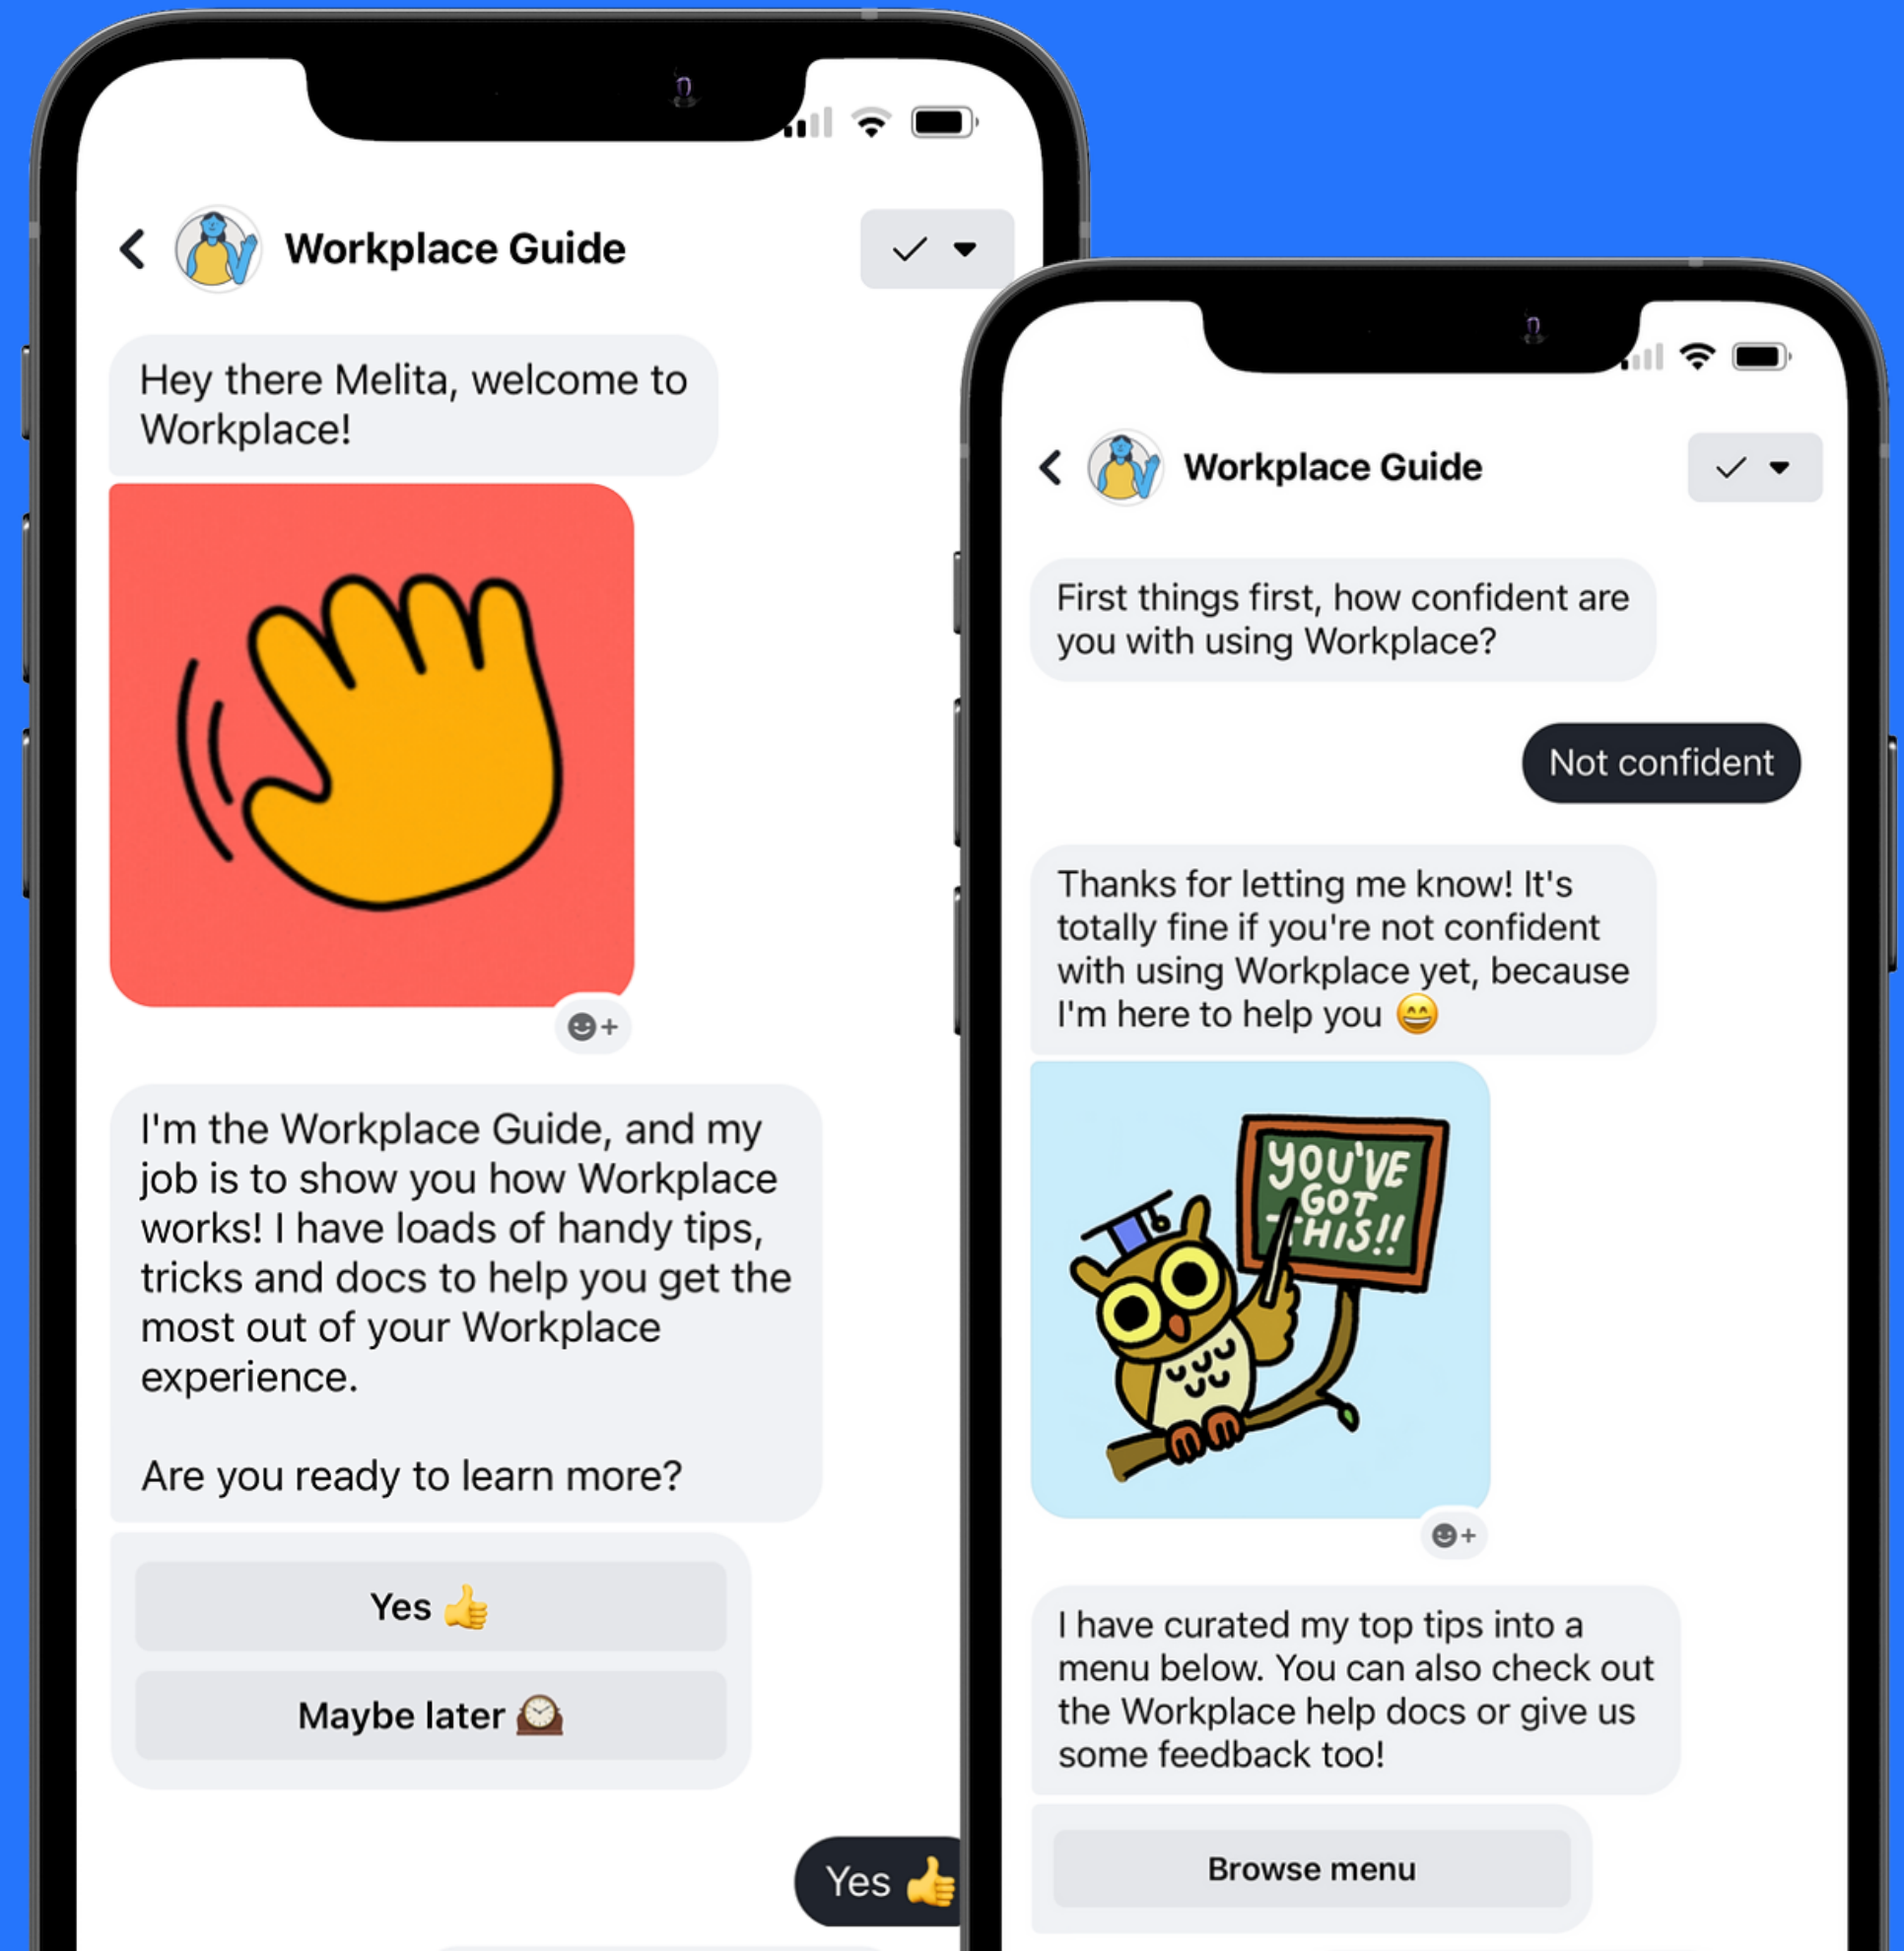 Workplace Guide
Hey there Melita, welcome to
Workplace!
I'm the Workplace Guide, and my
job is to show you how Workplace
works! I have loads of handy tips,
tricks and docs to help you get the
most out of your Workplace
experience.
Are you ready to learn more?
Yes 👍
Maybe later 🕰️
Yes 👍
Workplace Guide
First things first, how confident are
you with using Workplace?
Not confident
Thanks for letting me know! It's
totally fine if you're not confident
with using Workplace yet, because
I'm here to help you 😄
YOU'VE
GOT
THIS!!
I have curated my top tips into a
menu below. You can also check out
the Workplace help docs or give us
some feedback too!
Browse menu